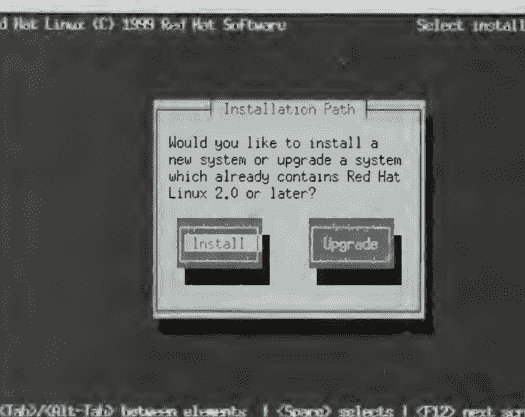 d Hat Linux (C) 1999 Red Hat Software Select install
Installation Path
Would you like to install a
new system or upgrade a system
which already contains Red Hat
Linux 2.0 or later?
Install Upgrade
<Tab>/<Alt-Tab> between elements | <Space> selects | <F12> next scr